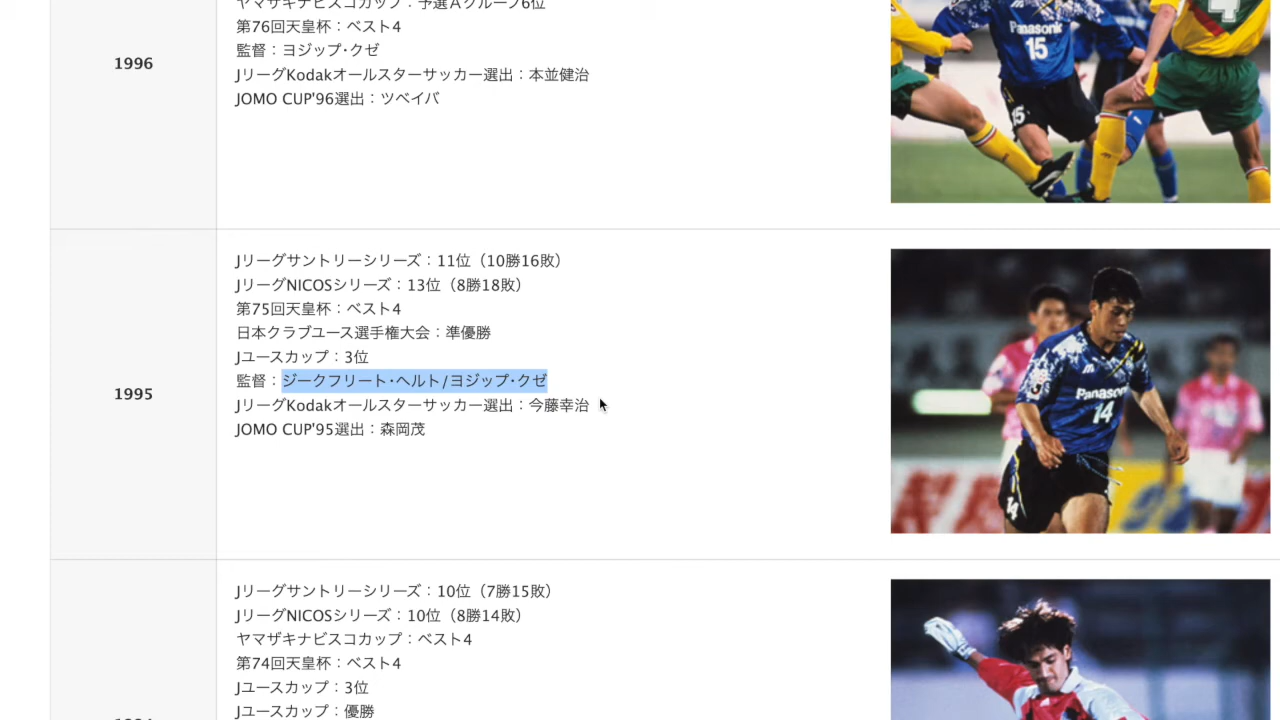 ヤマザキナビスコカップ：予選Aグループ6位
第76回天皇杯：ベスト4
監督：ヨジップ･クゼ
JリーグKodakオールスターサッカー選出：本並健治
JOMO CUP'96選出：ツベイバ
1996
Panasonic
15
15
4
Jリーグサントリーシリーズ：11位（10勝16敗）
JリーグNICOSシリーズ：13位（8勝18敗）
第75回天皇杯：ベスト4
日本クラブユース選手権大会：準優勝
Jユースカップ：3位
監督：ジークフリート･ヘルト/ヨジップ･クゼ
JリーグKodakオールスターサッカー選出：今藤幸治
JOMO CUP'95選出：森岡茂
1995
Panasonic
14
14
Jリーグサントリーシリーズ：10位（7勝15敗）
JリーグNICOSシリーズ：10位（8勝14敗）
ヤマザキナビスコカップ：ベスト4
第74回天皇杯：ベスト4
Jユースカップ：3位
Jユースカップ：優勝